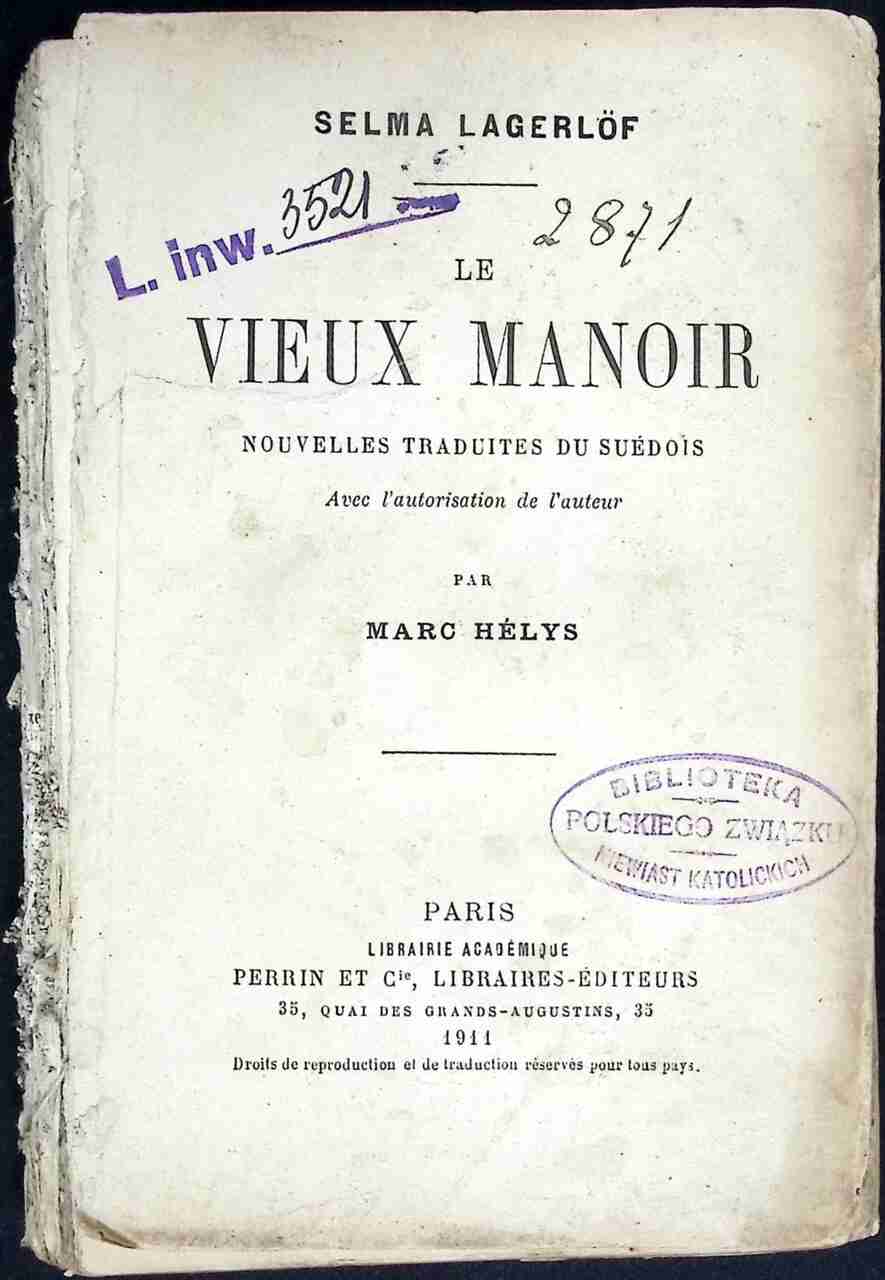 SELMA LAGERLÖF
L. inw. 3521
2871
LE
VIEUX MANOIR
NOUVELLES TRADUITES DU SUÉDOIS
Avec l'autorisation de l'auteur
PAR
MARC HÉLYS
BIBLIOTEKA
POLSKIEGO ZWIĄZKU
NIEWIAST KATOLICKICH
PARIS
LIBRAIRIE ACADÉMIQUE
PERRIN ET Cie, LIBRAIRES-ÉDITEURS
35, QUAI DES GRANDS-AUGUSTINS, 35
1911
Droits de reproduction et de traduction réservés pour tous pays.